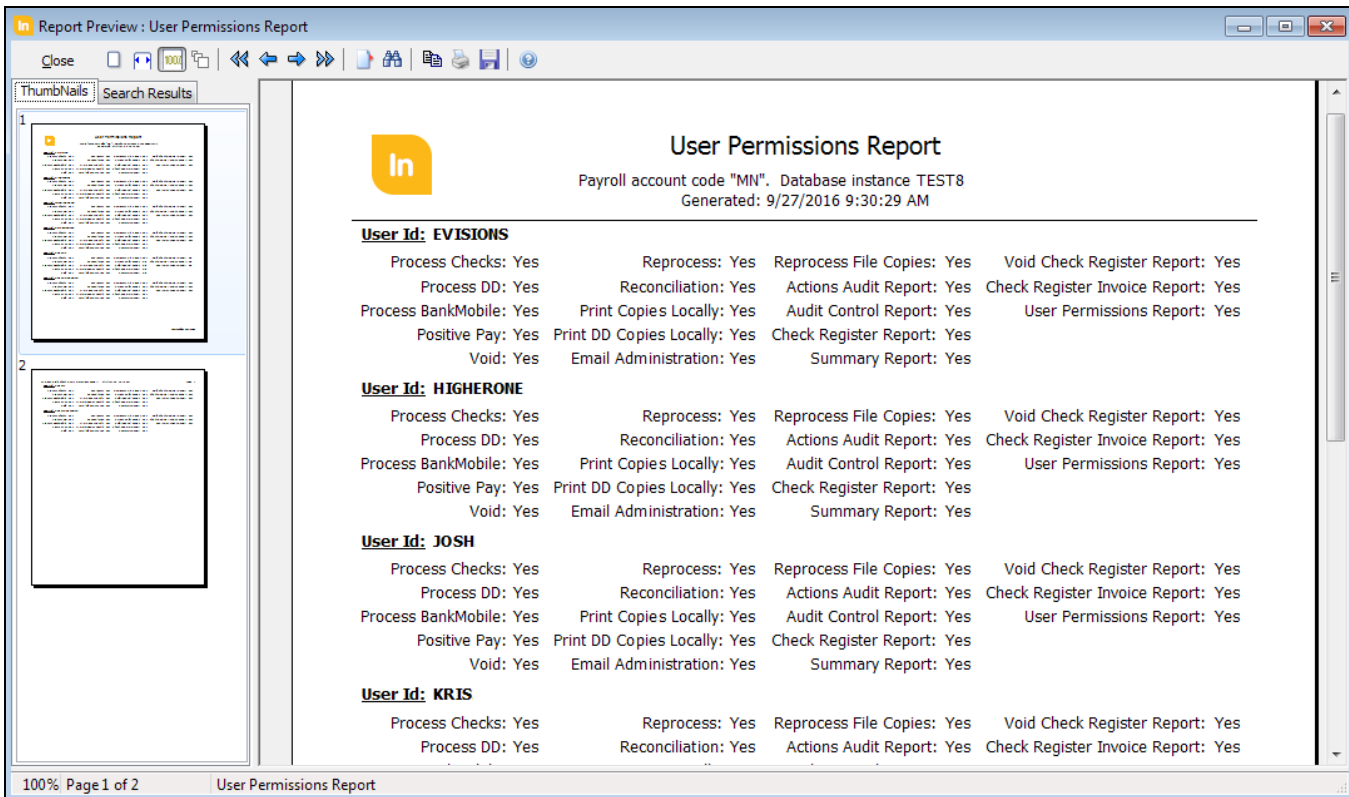 In Report Preview : User Permissions Report
Close 100%
ThumbNails Search Results
1
2
In
User Permissions Report
Payroll account code "MN". Database instance TEST8
Generated: 9/27/2016 9:30:29 AM
User Id: EVISIONS
Process Checks: Yes Reprocess: Yes Reprocess File Copies: Yes Void Check Register Report: Yes
Process DD: Yes Reconciliation: Yes Actions Audit Report: Yes Check Register Invoice Report: Yes
Process BankMobile: Yes Print Copies Locally: Yes Audit Control Report: Yes User Permissions Report: Yes
Positive Pay: Yes Print DD Copies Locally: Yes Check Register Report: Yes
Void: Yes Email Administration: Yes Summary Report: Yes
User Id: HIGHERONE
Process Checks: Yes Reprocess: Yes Reprocess File Copies: Yes Void Check Register Report: Yes
Process DD: Yes Reconciliation: Yes Actions Audit Report: Yes Check Register Invoice Report: Yes
Process BankMobile: Yes Print Copies Locally: Yes Audit Control Report: Yes User Permissions Report: Yes
Positive Pay: Yes Print DD Copies Locally: Yes Check Register Report: Yes
Void: Yes Email Administration: Yes Summary Report: Yes
User Id: JOSH
Process Checks: Yes Reprocess: Yes Reprocess File Copies: Yes Void Check Register Report: Yes
Process DD: Yes Reconciliation: Yes Actions Audit Report: Yes Check Register Invoice Report: Yes
Process BankMobile: Yes Print Copies Locally: Yes Audit Control Report: Yes User Permissions Report: Yes
Positive Pay: Yes Print DD Copies Locally: Yes Check Register Report: Yes
Void: Yes Email Administration: Yes Summary Report: Yes
User Id: KRIS
Process Checks: Yes Reprocess: Yes Reprocess File Copies: Yes Void Check Register Report: Yes
Process DD: Yes Reconciliation: Yes Actions Audit Report: Yes Check Register Invoice Report: Yes
100% Page 1 of 2 User Permissions Report